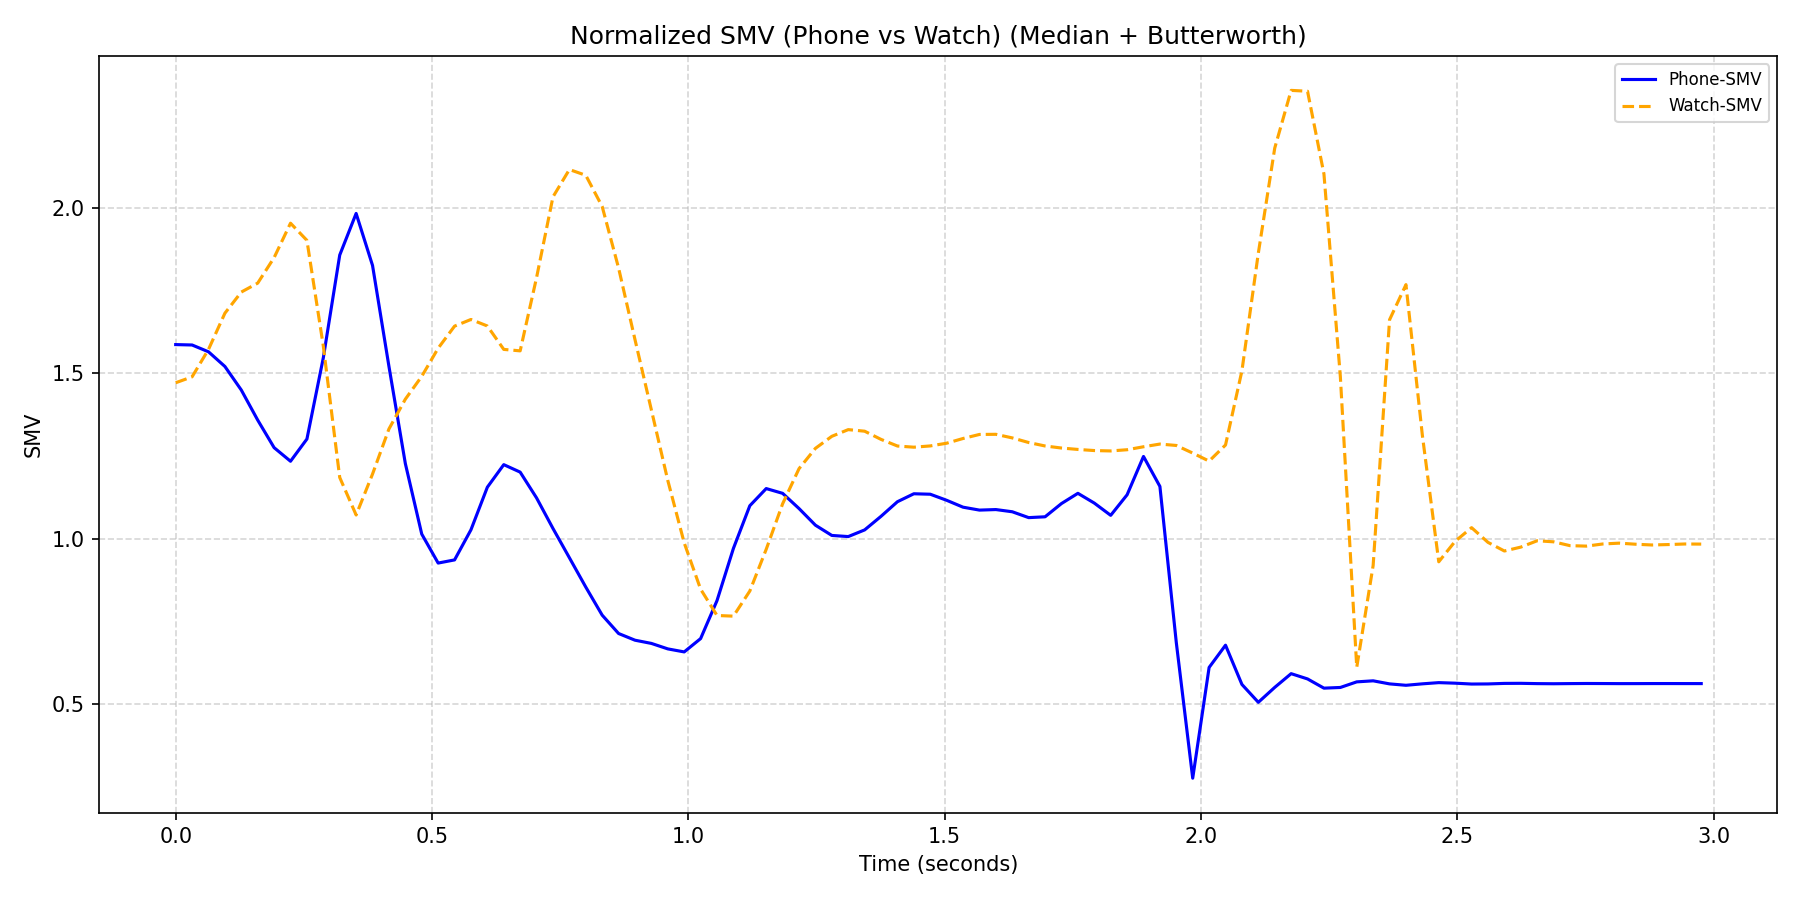 Normalized SMV (Phone vs Watch) (Median + Butterworth)
Phone-SMV
Watch-SMV
SMV
2.0
1.5
1.0
0.5
0.0 0.5 1.0 1.5 2.0 2.5 3.0
Time (seconds)